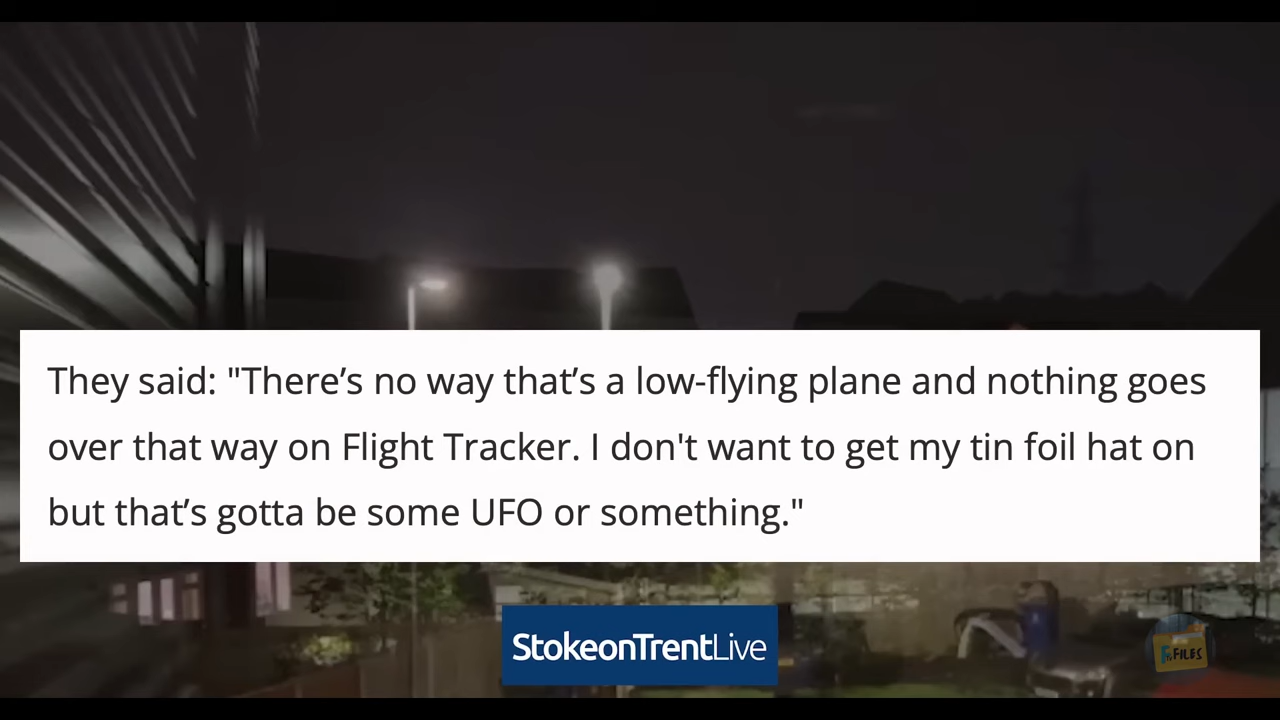 They said: "There’s no way that’s a low-flying plane and nothing goes
over that way on Flight Tracker. I don't want to get my tin foil hat on
but that’s gotta be some UFO or something."
StokeonTrentLive
FILES